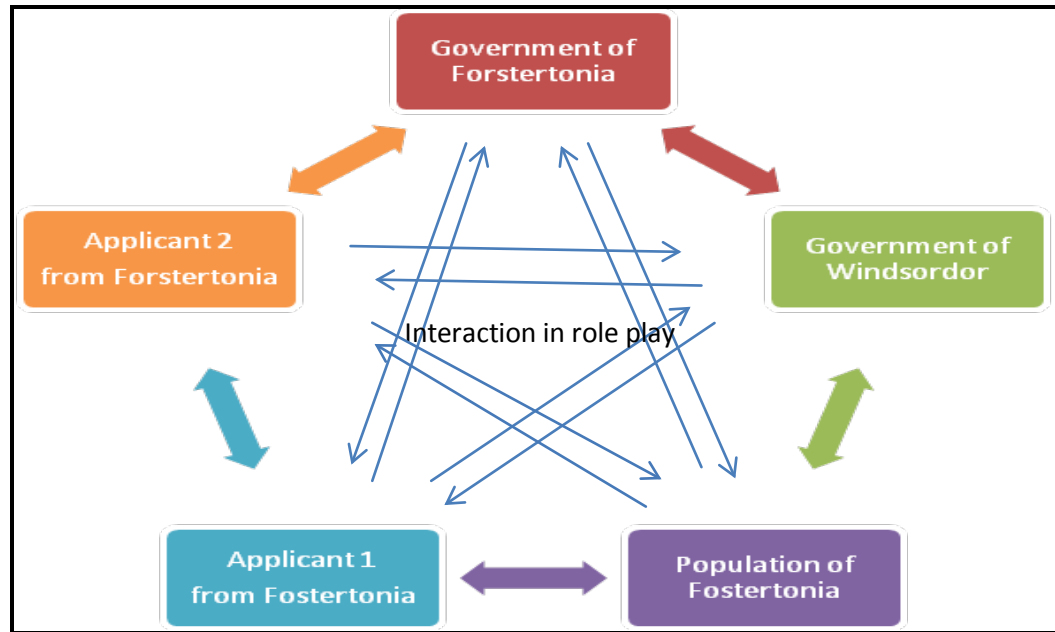 Government of
Forstertonia
Applicant 2
from Forstertonia
Government of
Windsordor
Interaction in role play
Applicant 1
from Fostertonia
Population of
Fostertonia